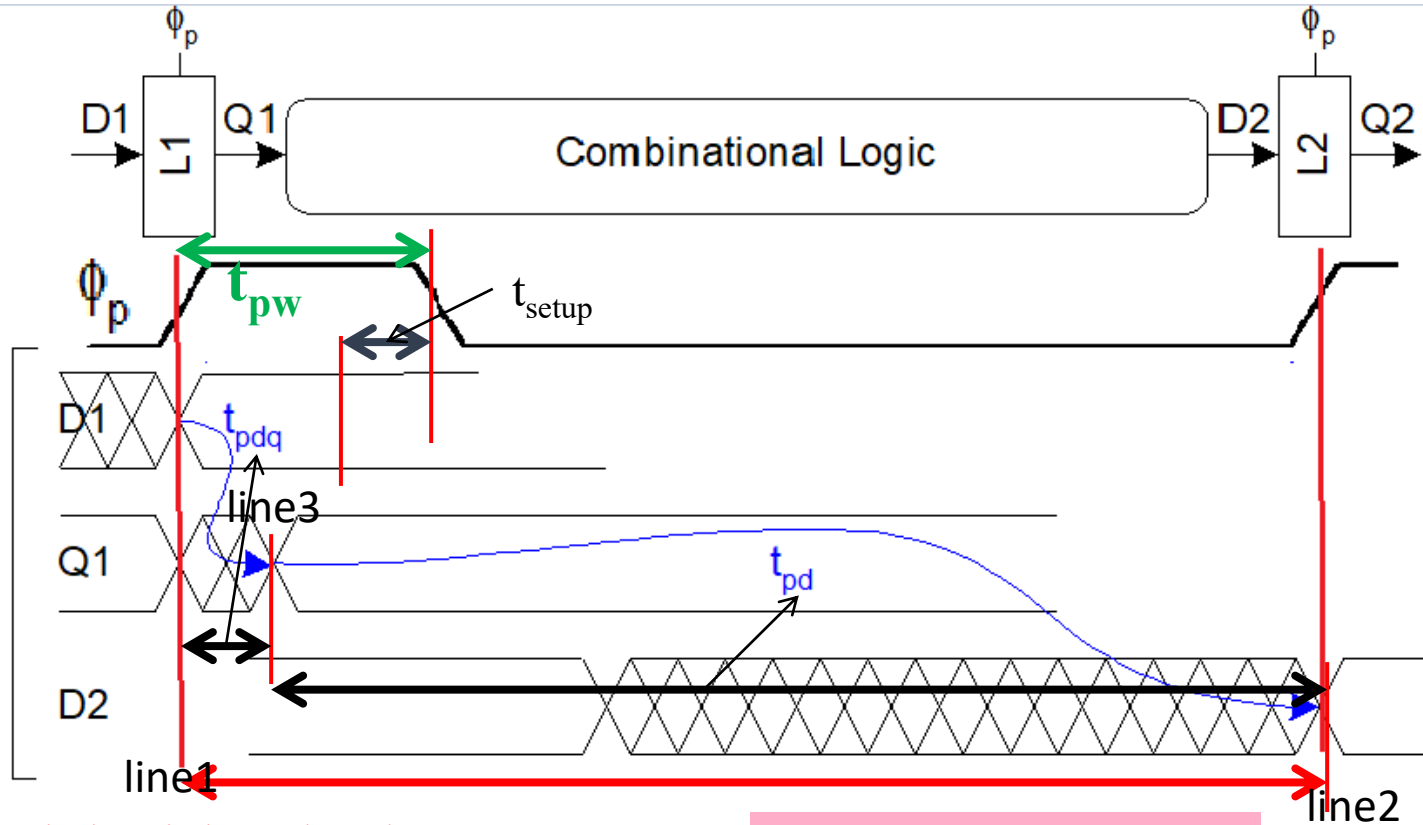 ϕp ϕp
D1 L1 Q1 Combinational Logic D2 L2 Q2
ϕp tpw tsetup
D1 tpdq
line3
Q1 tpd
D2
line1
line2